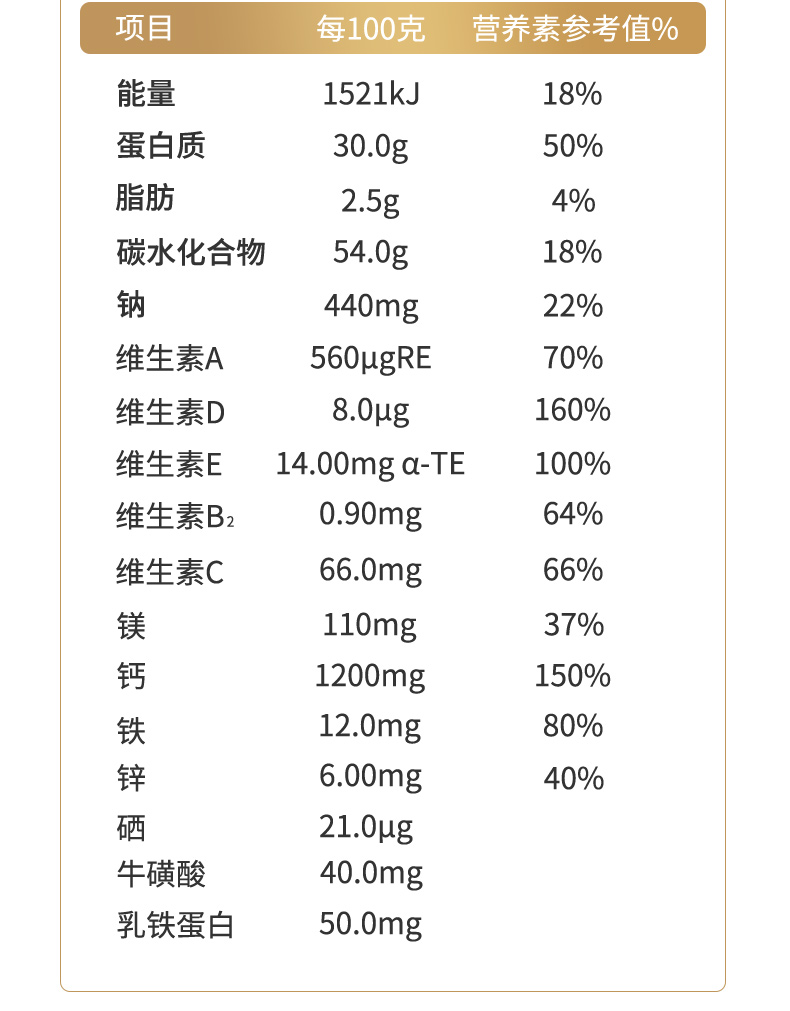 项目 每100克 营养素参考值%
能量 1521kJ 18%
蛋白质 30.0g 50%
脂肪 2.5g 4%
碳水化合物 54.0g 18%
钠 440mg 22%
维生素A 560μgRE 70%
维生素D 8.0μg 160%
维生素E 14.00mg α-TE 100%
维生素B₂ 0.90mg 64%
维生素C 66.0mg 66%
镁 110mg 37%
钙 1200mg 150%
铁 12.0mg 80%
锌 6.00mg 40%
硒 21.0μg
牛磺酸 40.0mg
乳铁蛋白 50.0mg